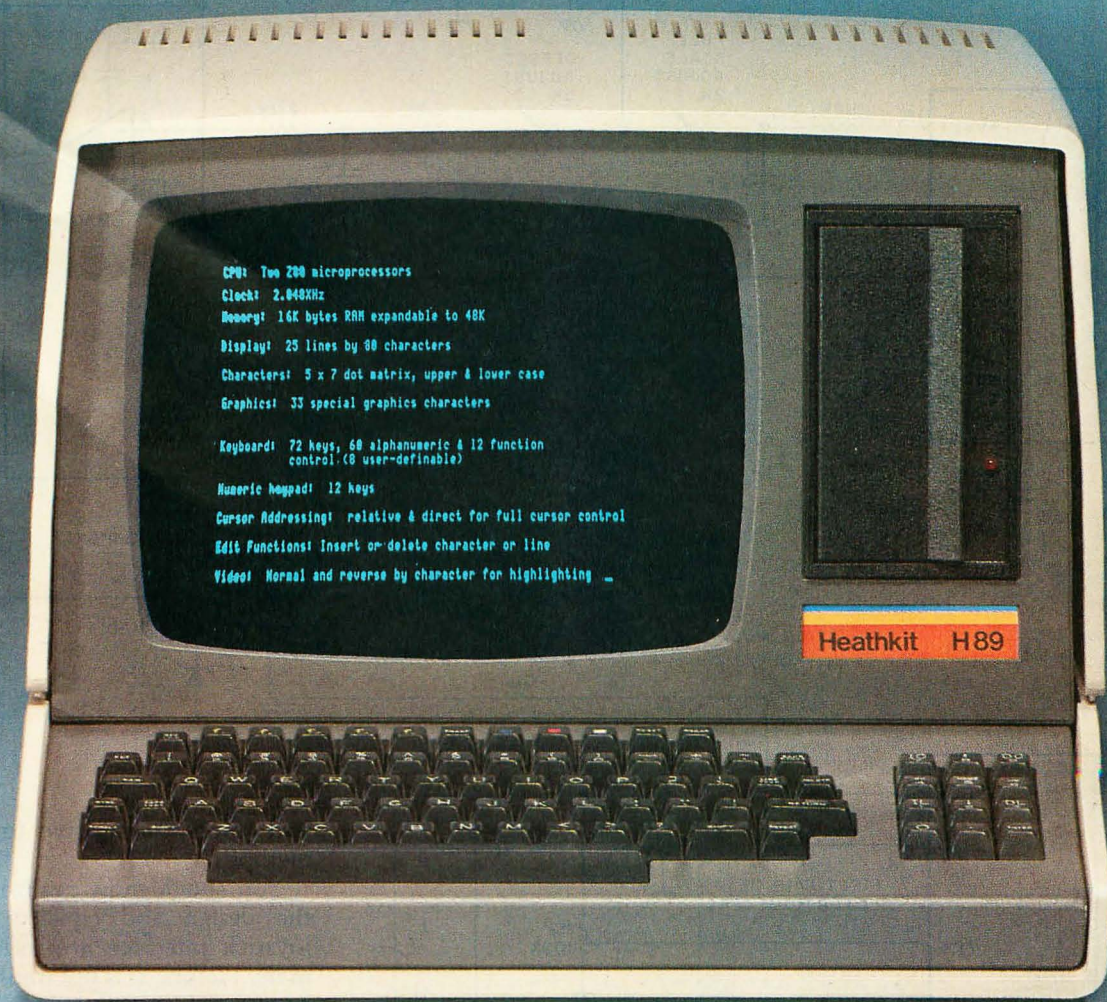 CPU: Two Z80 microprocessors
Clock: 2.048XHz
Memory: 16K bytes RAM expandable to 48K
Display: 25 lines by 80 characters
Characters: 5 x 7 dot matrix, upper & lower case
Graphics: 33 special graphics characters
Keyboard: 72 keys, 60 alphanumeric & 12 function
control (8 user-definable)
Numeric keypad: 12 keys
Cursor Addressing: relative & direct for full cursor control
Edit Functions: Insert or delete character or line
Video: Normal and reverse by character for highlighting _
Heathkit H89
Q W E R T Y U I O P
A S D F G H J K L
Z X C V B N M